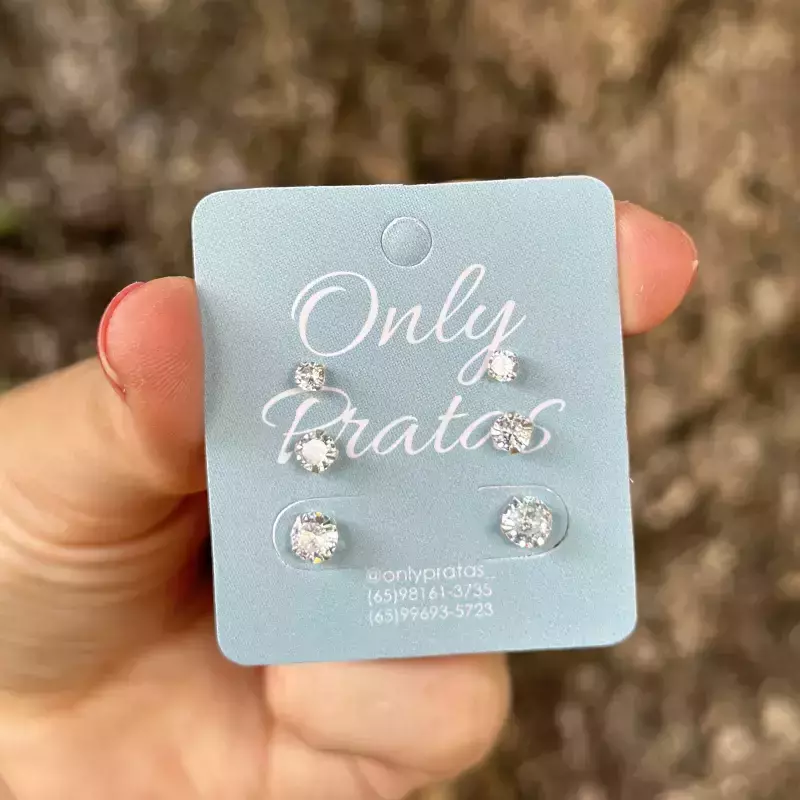 Only
Pratas
@onlypratas_
(65)98161-3735
(65)99693-5723